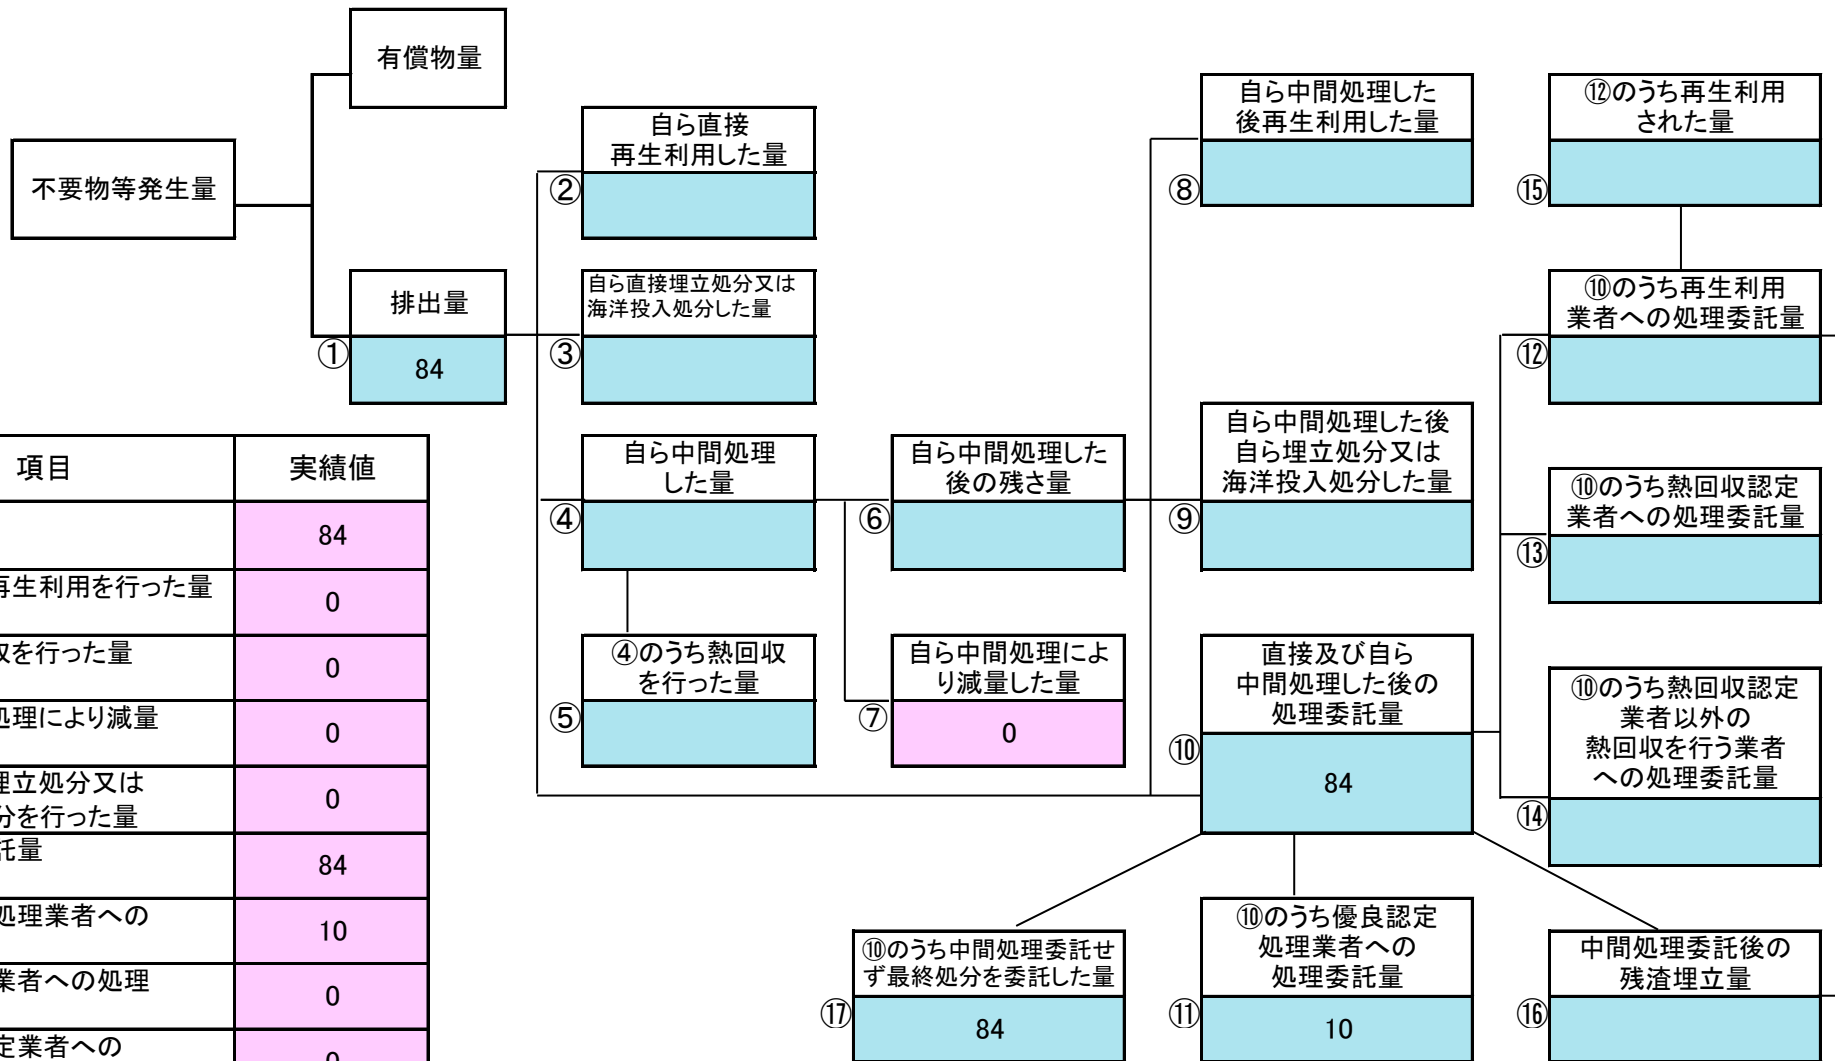 有償物量
不要物等発生量
排出量
①
84
自ら直接
再生利用した量
②
自ら直接埋立処分又は
海洋投入処分した量
③
自ら中間処理
した量
④
④のうち熱回収
を行った量
⑤
自ら中間処理した
後の残さ量
⑥
自ら中間処理によ
り減量した量
⑦
0
自ら中間処理した
後再生利用した量
⑧
自ら中間処理した後
自ら埋立処分又は
海洋投入処分した量
⑨
直接及び自ら
中間処理した後の
処理委託量
⑩
84
⑫のうち再生利用
された量
⑮
⑩のうち再生利用
業者への処理委託量
⑫
⑩のうち熱回収認定
業者への処理委託量
⑬
⑩のうち熱回収認定
業者以外の
熱回収を行う業者
への処理委託量
⑭
⑩のうち中間処理委託せ
ず最終処分を委託した量
⑰
84
⑩のうち優良認定
処理業者への
処理委託量
⑪
10
中間処理委託後の
残渣埋立量
⑯
項目 実績値
84
再生利用を行った量 0
を行った量 0
処理により減量 0
埋立処分又は
分を行った量 0
託量 84
処理業者への 10
業者への処理 0
定業者への 0